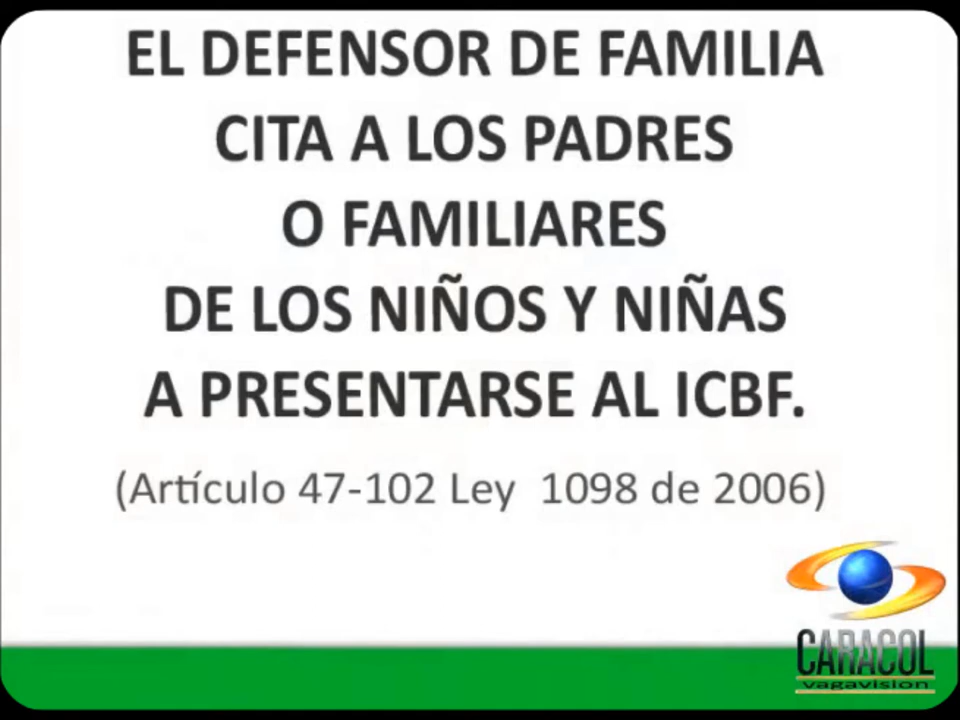 EL DEFENSOR DE FAMILIA
CITA A LOS PADRES
O FAMILIARES
DE LOS NIÑOS Y NIÑAS
A PRESENTARSE AL ICBF.
(Artículo 47-102 Ley 1098 de 2006)
CARACOL
vagavision